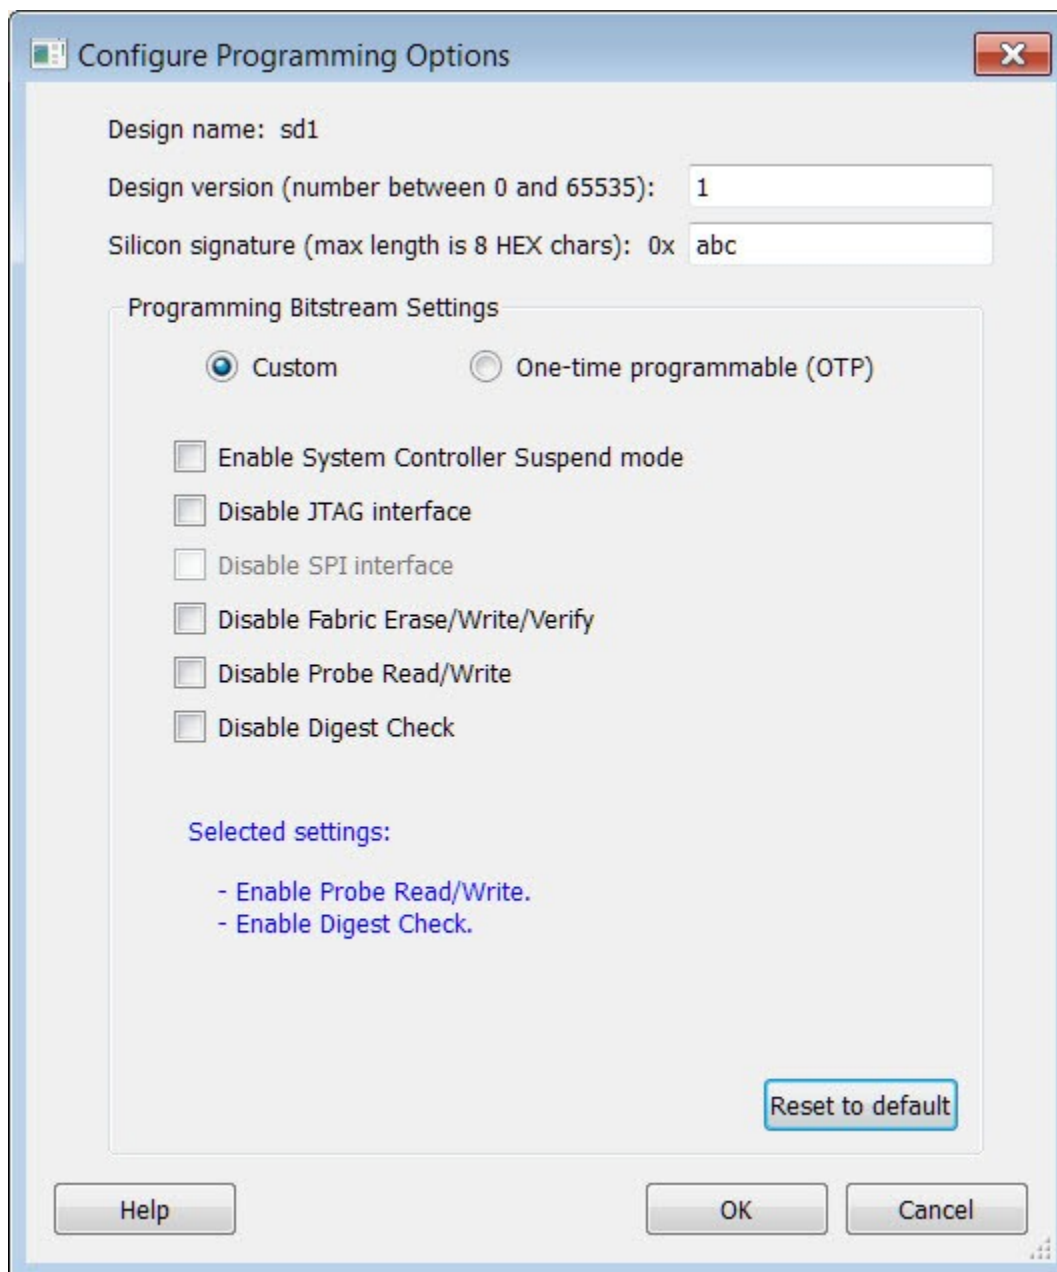 Configure Programming Options
Design name: sd1
Design version (number between 0 and 65535): 1
Silicon signature (max length is 8 HEX chars): 0x abc
Programming Bitstream Settings
Custom One-time programmable (OTP)
Enable System Controller Suspend mode
Disable JTAG interface
Disable SPI interface
Disable Fabric Erase/Write/Verify
Disable Probe Read/Write
Disable Digest Check
Selected settings:
- Enable Probe Read/Write.
- Enable Digest Check.
Reset to default
Help OK Cancel